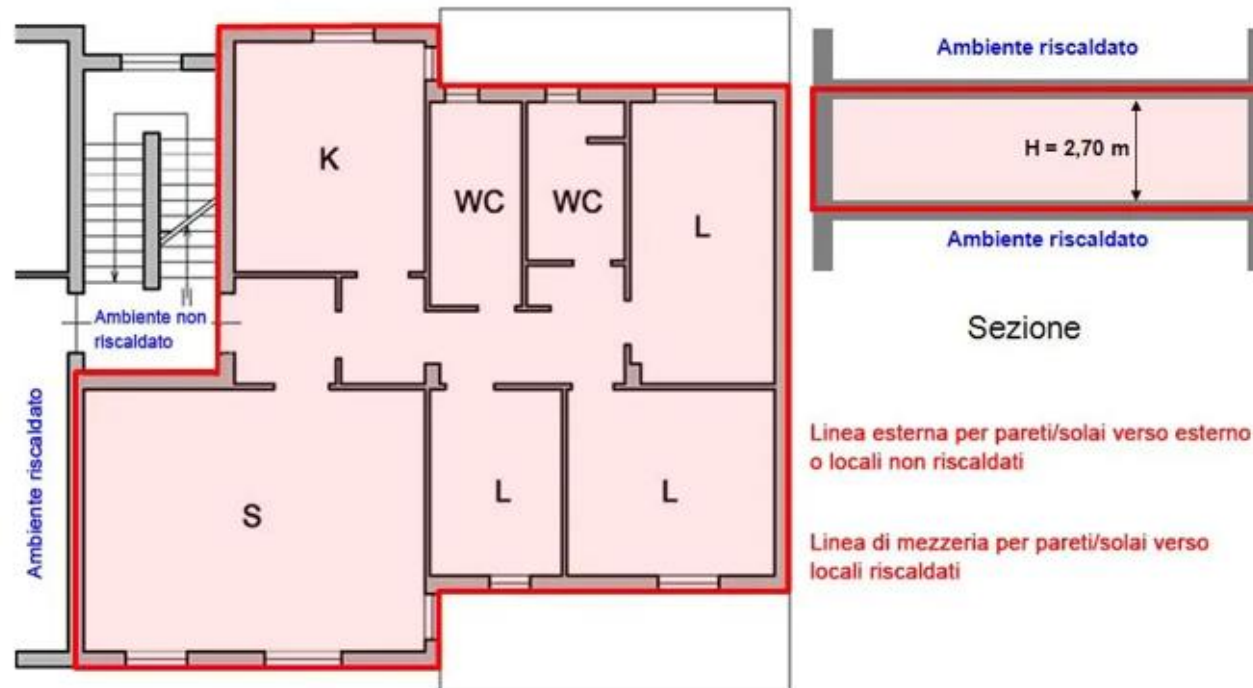 K
WC
WC
L
Ambiente non
riscaldato
Ambiente riscaldato
S
L
L
Ambiente riscaldato
H = 2,70 m
Ambiente riscaldato
Sezione
Linea esterna per pareti/solai verso esterno
o locali non riscaldati
Linea di mezzeria per pareti/solai verso
locali riscaldati